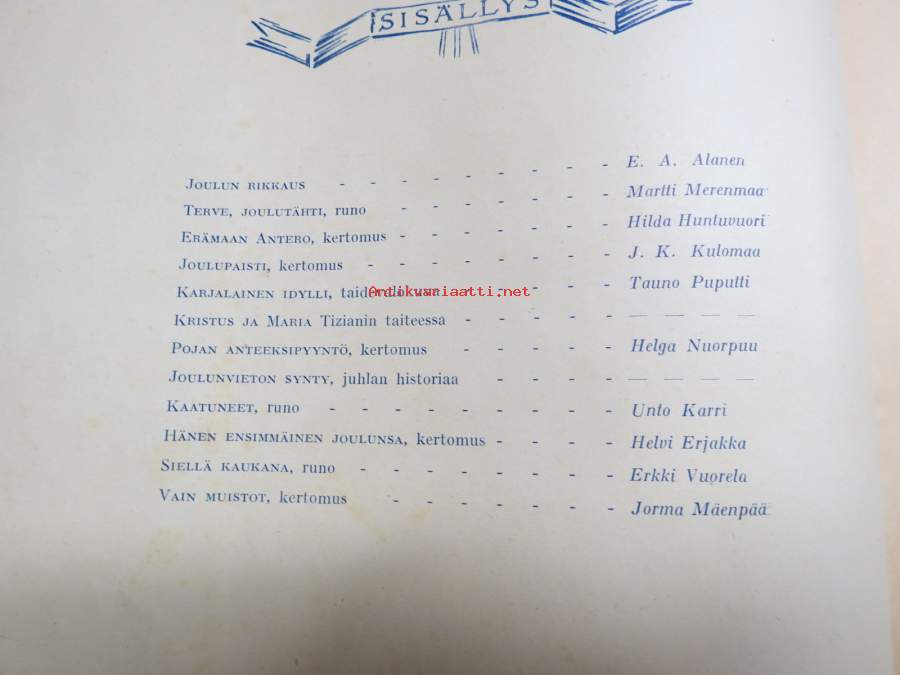 SISÄLLYS
JOULUN RIKKAUS - - - - - - - - - E. A. Alanen
TERVE, JOULUTÄHTI, runo - - - - - - - Martti Merenmaa
ERÄMAAN ANTERO, kertomus - - - - - - - Hilda Huntuvuori
JOULUPAISTI, kertomus - - - - - - - - J. K. Kulomaa
KARJALAINEN IDYLLI, - - - - Tauno Puputti
Antikvariaatti.net
KRISTUS JA MARIA TIZIANIN TAITEESSA - - - - - — — — —
POJAN ANTEEKSIPYYNTÖ, kertomus - - - - - Helga Nuorpuu
JOULUNVIETON SYNTY, juhlan historiaa - - - - — — — —
KAATUNEET, runo - - - - - - - - - Unto Karri
HÄNEN ENSIMMÄINEN JOULUNSA, kertomus - - - - Helvi Erjakka
SIELLÄ KAUKANA, runo - - - - - - - - Erkki Vuorela
VAIN MUISTOT, kertomus - - - - - - - Jorma Mäenpää